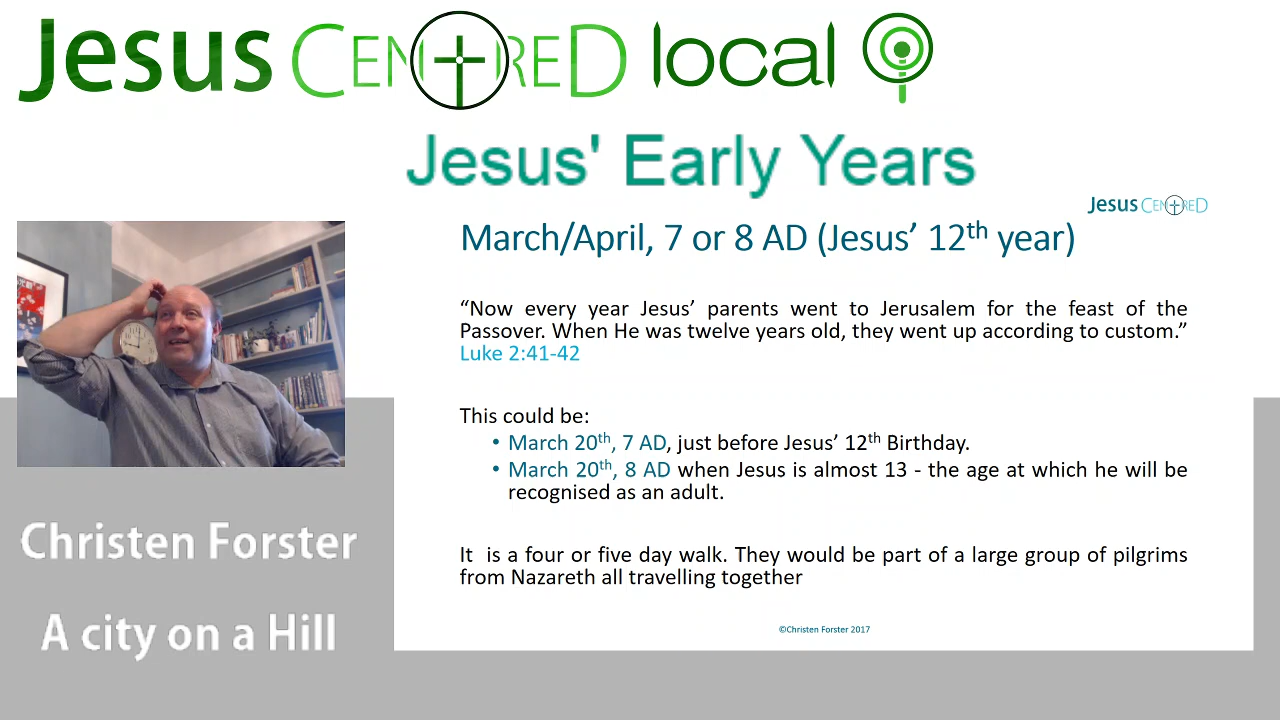 Jesus CENTRED local
Jesus' Early Years
Jesus CENTRED
March/April, 7 or 8 AD (Jesus’ 12th year)
“Now every year Jesus’ parents went to Jerusalem for the feast of the
Passover. When He was twelve years old, they went up according to custom.”
Luke 2:41-42
This could be:
• March 20th, 7 AD, just before Jesus’ 12th Birthday.
• March 20th, 8 AD when Jesus is almost 13 - the age at which he will be
recognised as an adult.
It is a four or five day walk. They would be part of a large group of pilgrims
from Nazareth all travelling together
©Christen Forster 2017
Christen Forster
A city on a Hill